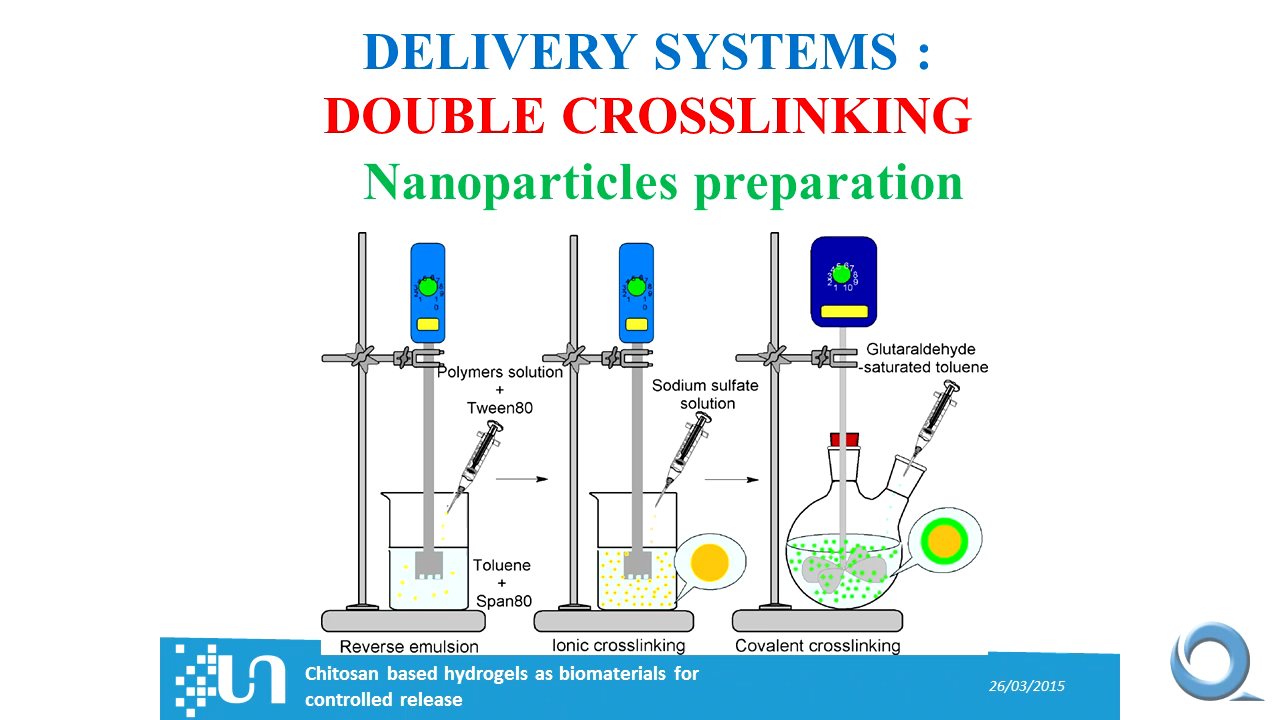 DELIVERY SYSTEMS :
DOUBLE CROSSLINKING
Nanoparticles preparation
Polymers solution
+
Tween80
Toluene
+
Span80
Reverse emulsion
Sodium sulfate
solution
Ionic crosslinking
Glutaraldehyde
-saturated toluene
Covalent crosslinking
Chitosan based hydrogels as biomaterials for
controlled release
26/03/2015